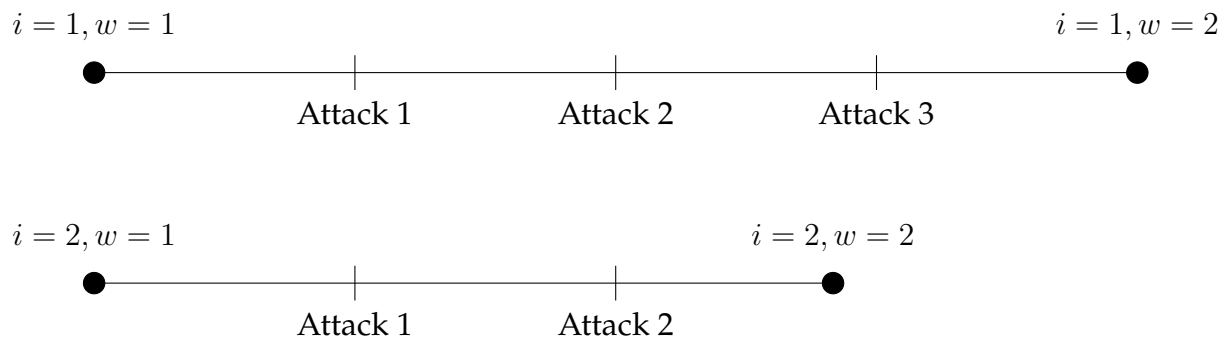 i = 1, w = 1 i = 1, w = 2
Attack 1 Attack 2 Attack 3
i = 2, w = 1 i = 2, w = 2
Attack 1 Attack 2